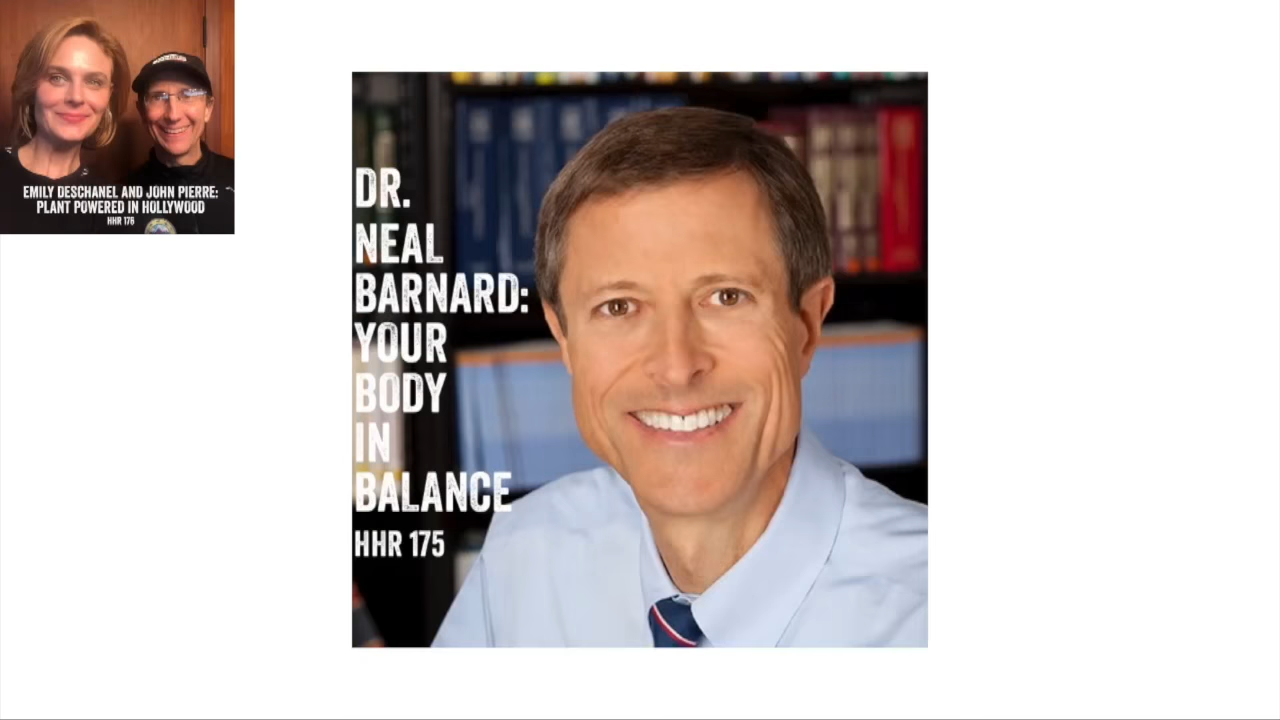 EMILY DESCHANEL AND JOHN PIERRE:
PLANT POWERED IN HOLLYWOOD
HHR 176
DR.
NEAL
BARNARD:
YOUR
BODY
IN
BALANCE
HHR 175